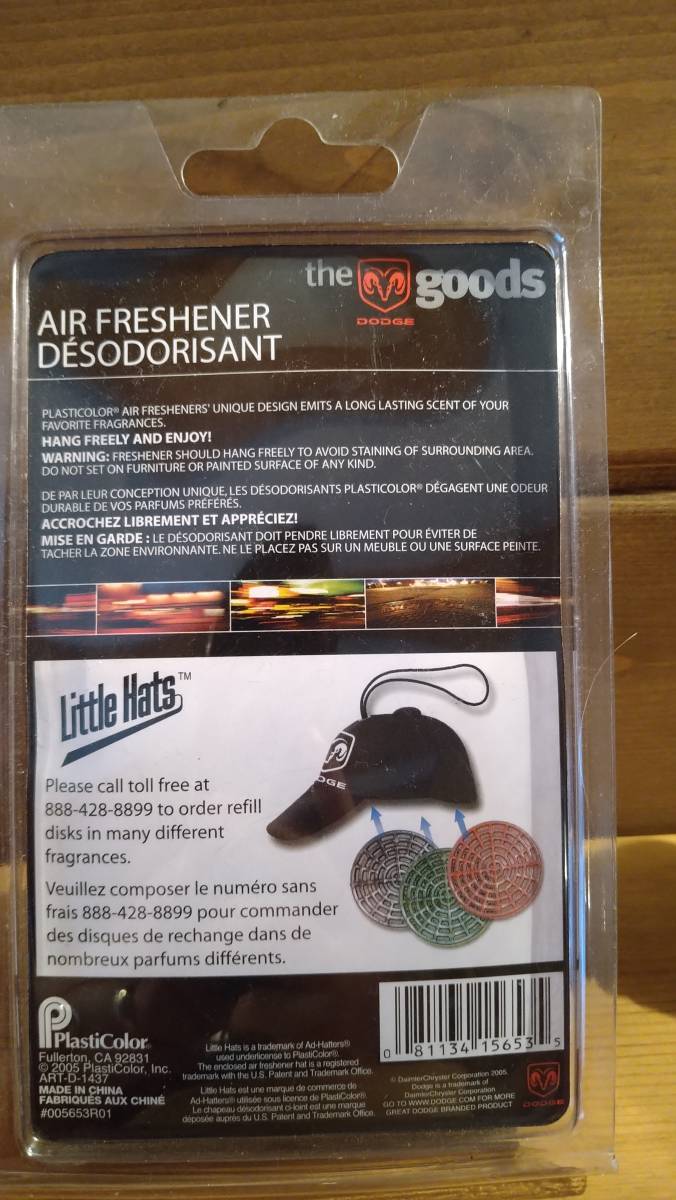 the DODGE goods
AIR FRESHENER
DÉSODORISANT
PLASTICOLOR® AIR FRESHENERS' UNIQUE DESIGN EMITS A LONG LASTING SCENT OF YOUR
FAVORITE FRAGRANCES.
HANG FREELY AND ENJOY!
WARNING: FRESHENER SHOULD HANG FREELY TO AVOID STAINING OF SURROUNDING AREA.
DO NOT SET ON FURNITURE OR PAINTED SURFACE OF ANY KIND.
DE PAR LEUR CONCEPTION UNIQUE, LES DÉSODORISANTS PLASTICOLOR® DÉGAGENT UNE ODEUR
DURABLE DE VOS PARFUMS PRÉFÉRÉS.
ACCROCHEZ LIBREMENT ET APPRÉCIEZ!
MISE EN GARDE : LE DÉSODORISANT DOIT PENDRE LIBREMENT POUR ÉVITER DE
TACHER LA ZONE ENVIRONNANTE. NE LE PLACEZ PAS SUR UN MEUBLE OU UNE SURFACE PEINTE.
Little Hats™
DGE
Please call toll free at
888-428-8899 to order refill
disks in many different
fragrances.
Veuillez composer le numéro sans
frais 888-428-8899 pour commander
des disques de rechange dans de
nombreux parfums différents.
PlastiColor®
Fullerton, CA 92831
© 2005 PlastiColor, Inc.
ART-D-1437
MADE IN CHINA
FABRIQUÉS AUX CHINE
#005653R01
Little Hats is a trademark of Ad-Hatters®
used underlicense to PlastiColor®.
The enclosed air freshener hat is a registered
trademark with the U.S. Patent and Trademark Office.
Little Hats est une marque de commerce de
Ad-Hatters® utilisée sous licence de PlastiColor®.
Le chapeau désodorisant ci-joint est une marque
déposée auprès du U.S. Patent and Trademark Office.
0 81134 15653 5
© DaimlerChrysler Corporation 2005.
Dodge is a trademark of
DaimlerChrysler Corporation
GO TO WWW.DODGE.COM FOR MORE
GREAT DODGE BRANDED PRODUCT
DODGE